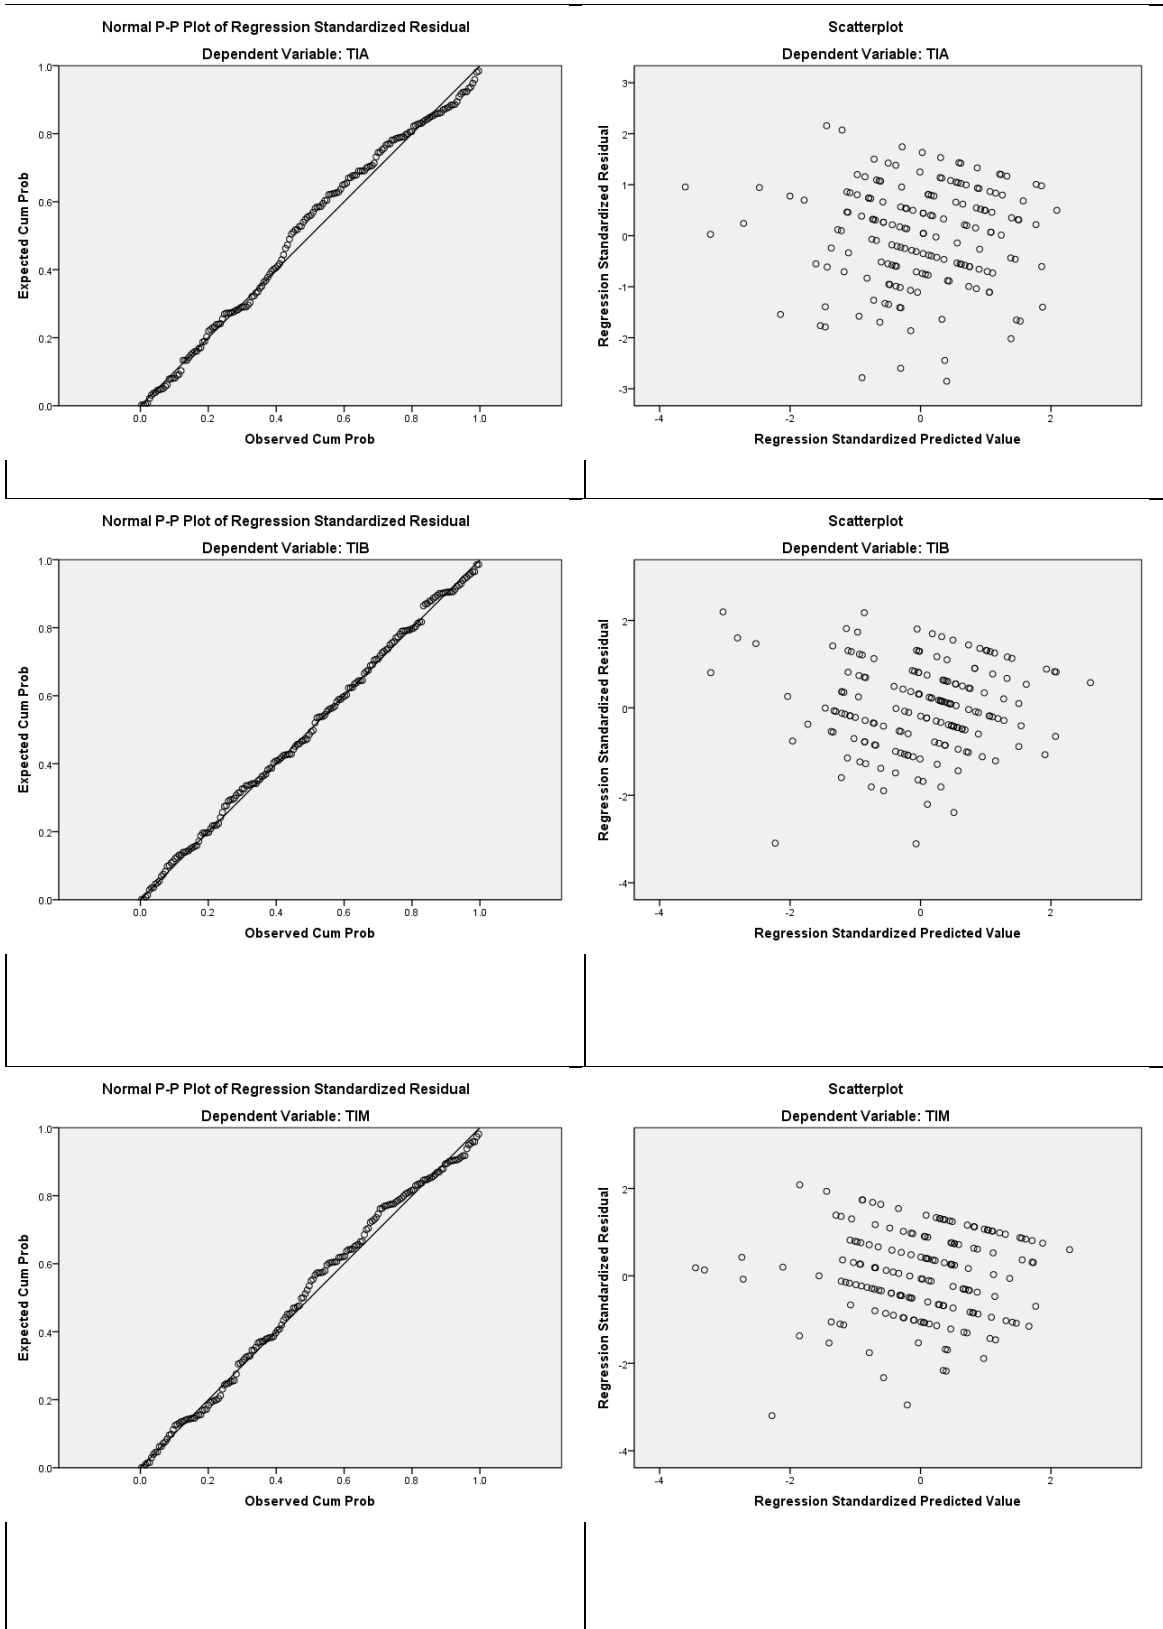 Normal P-P Plot of Regression Standardized Residual
Dependent Variable: TIA
1.0
0.8
0.6
0.4
0.2
0.0
Expected Cum Prob
0.0 0.2 0.4 0.6 0.8 1.0
Observed Cum Prob
Scatterplot
Dependent Variable: TIA
3
2
1
0
-1
-2
-3
Regression Standardized Residual
-4 -2 0 2
Regression Standardized Predicted Value
Normal P-P Plot of Regression Standardized Residual
Dependent Variable: TIB
1.0
0.8
0.6
0.4
0.2
0.0
Expected Cum Prob
0.0 0.2 0.4 0.6 0.8 1.0
Observed Cum Prob
Scatterplot
Dependent Variable: TIB
2
0
-2
-4
Regression Standardized Residual
-4 -2 0 2
Regression Standardized Predicted Value
Normal P-P Plot of Regression Standardized Residual
Dependent Variable: TIM
1.0
0.8
0.6
0.4
0.2
0.0
Expected Cum Prob
0.0 0.2 0.4 0.6 0.8 1.0
Observed Cum Prob
Scatterplot
Dependent Variable: TIM
2
0
-2
-4
Regression Standardized Residual
-4 -2 0 2
Regression Standardized Predicted Value